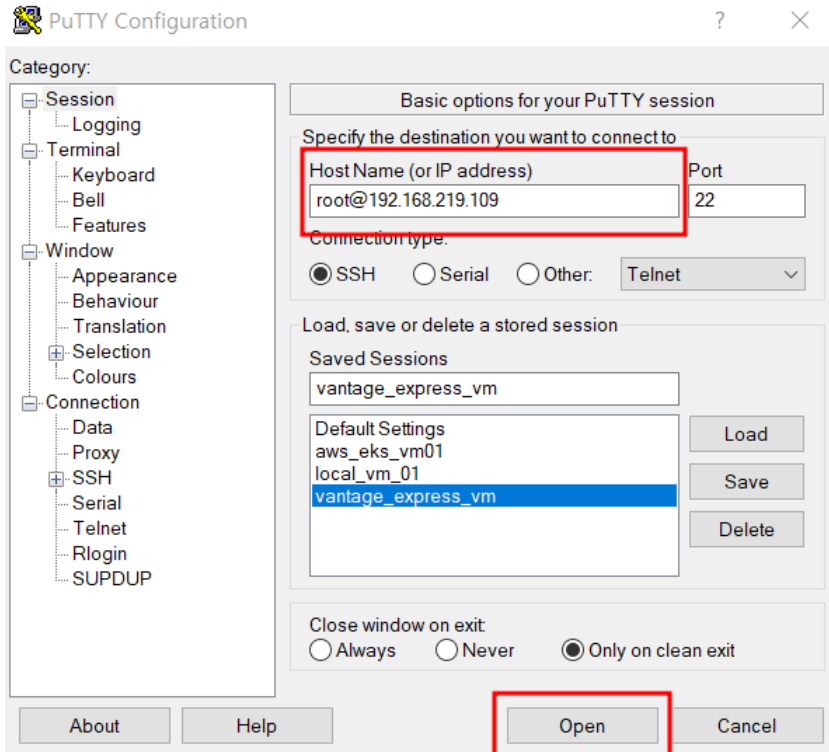 PuTTY Configuration ? ×
Category:
Session
Logging
Terminal
Keyboard
Bell
Features
Window
Appearance
Behaviour
Translation
Selection
Colours
Connection
Data
Proxy
SSH
Serial
Telnet
Rlogin
SUPDUP
Basic options for your PuTTY session
Specify the destination you want to connect to
Host Name (or IP address) Port
root@192.168.219.109 22
Connection type:
SSH Serial Other: Telnet
Load, save or delete a stored session
Saved Sessions
vantage_express_vm
Default Settings
aws_eks_vm01
local_vm_01
vantage_express_vm
Load
Save
Delete
Close window on exit:
Always Never Only on clean exit
About Help Open Cancel